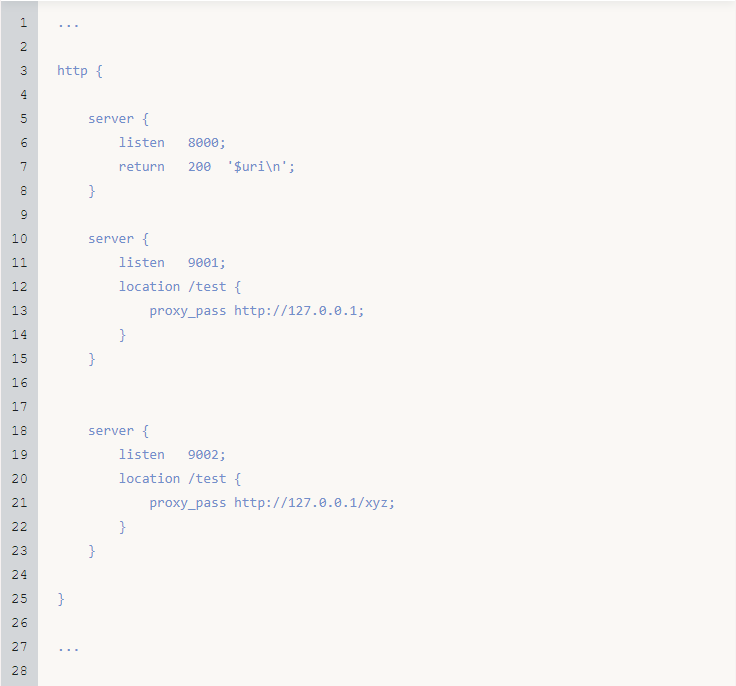 1 ...
2
3 http {
4
5     server {
6         listen   8000;
7         return   200  '$uri\n';
8     }
9
10     server {
11         listen   9001;
12         location /test {
13             proxy_pass http://127.0.0.1;
14         }
15     }
16
17
18     server {
19         listen   9002;
20         location /test {
21             proxy_pass http://127.0.0.1/xyz;
22         }
23     }
24
25 }
26
27 ...
28